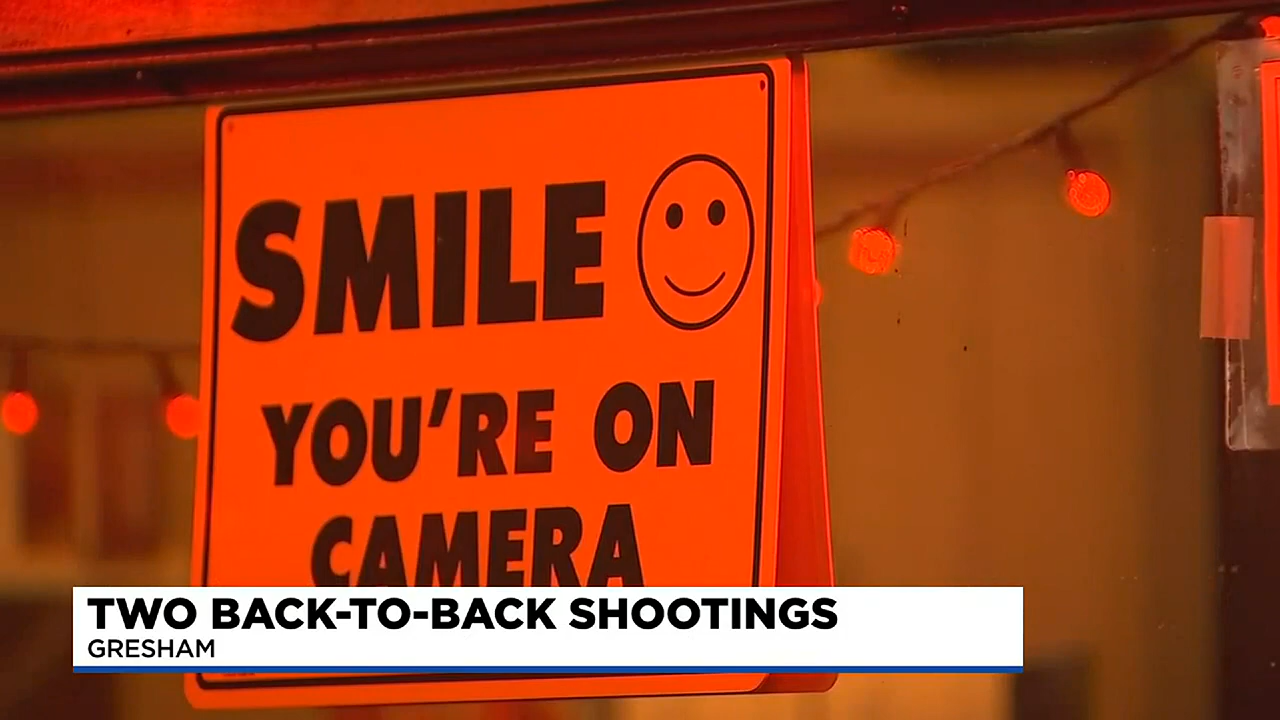 SMILE
YOU'RE ON
CAMERA
TWO BACK-TO-BACK SHOOTINGS
GRESHAM